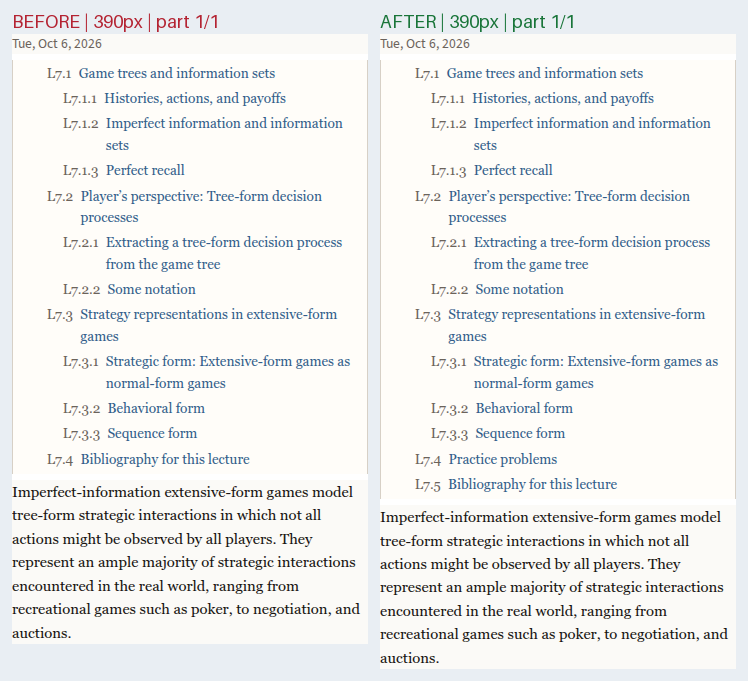 BEFORE | 390px | part 1/1
Tue, Oct 6, 2026
L7.1 Game trees and information sets
L7.1.1 Histories, actions, and payoffs
L7.1.2 Imperfect information and information
sets
L7.1.3 Perfect recall
L7.2 Player’s perspective: Tree-form decision
processes
L7.2.1 Extracting a tree-form decision process
from the game tree
L7.2.2 Some notation
L7.3 Strategy representations in extensive-form
games
L7.3.1 Strategic form: Extensive-form games as
normal-form games
L7.3.2 Behavioral form
L7.3.3 Sequence form
L7.4 Bibliography for this lecture
Imperfect-information extensive-form games model
tree-form strategic interactions in which not all
actions might be observed by all players. They
represent an ample majority of strategic interactions
encountered in the real world, ranging from
recreational games such as poker, to negotiation, and
auctions.
AFTER | 390px | part 1/1
Tue, Oct 6, 2026
L7.1 Game trees and information sets
L7.1.1 Histories, actions, and payoffs
L7.1.2 Imperfect information and information
sets
L7.1.3 Perfect recall
L7.2 Player’s perspective: Tree-form decision
processes
L7.2.1 Extracting a tree-form decision process
from the game tree
L7.2.2 Some notation
L7.3 Strategy representations in extensive-form
games
L7.3.1 Strategic form: Extensive-form games as
normal-form games
L7.3.2 Behavioral form
L7.3.3 Sequence form
L7.4 Practice problems
L7.5 Bibliography for this lecture
Imperfect-information extensive-form games model
tree-form strategic interactions in which not all
actions might be observed by all players. They
represent an ample majority of strategic interactions
encountered in the real world, ranging from
recreational games such as poker, to negotiation, and
auctions.